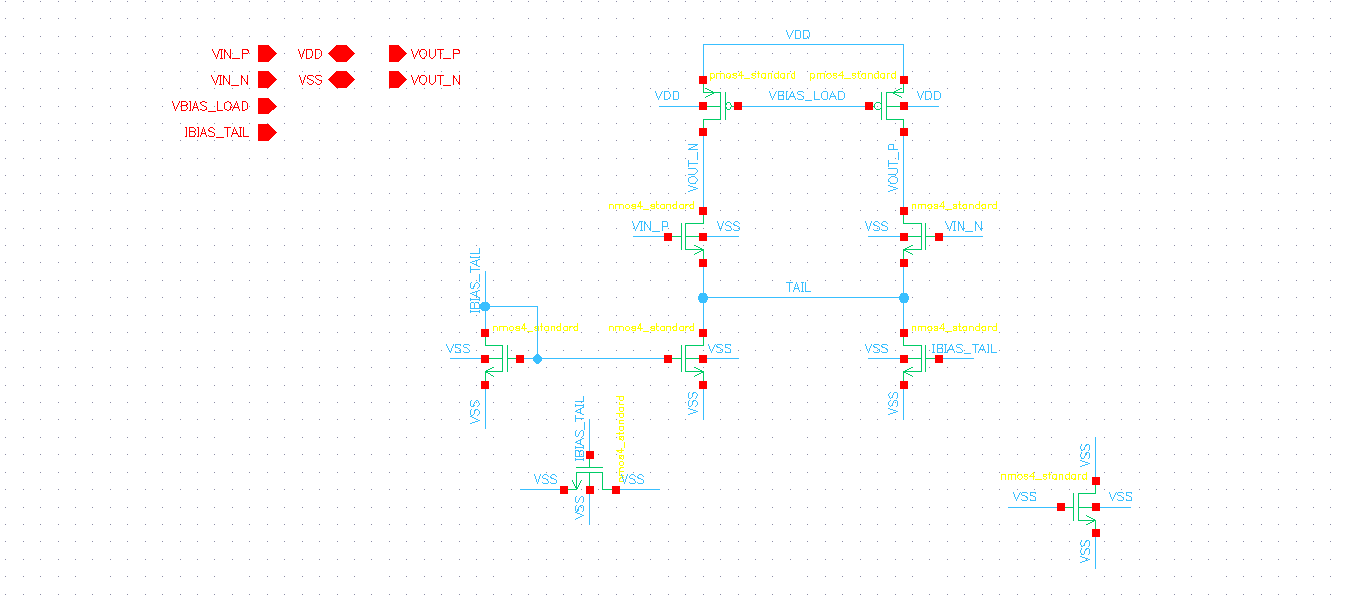 VDD
VIN_P VDD VOUT_P
VIN_N VSS VOUT_N
VBIAS_LOAD
IBIAS_TAIL
pmos4_standard pmos4_standard
VDD VBIAS_LOAD VDD
VOUT_N VOUT_P
nmos4_standard nmos4_standard
VIN_P VSS VSS VIN_N
IBIAS_TAIL
TAIL
nmos4_standard nmos4_standard nmos4_standard
VSS VSS VSS IBIAS_TAIL
VSS VSS VSS
IBIAS_TAIL nmos4_standard
VSS VSS
VSS
VSS
nmos4_standard
VSS VSS
VSS